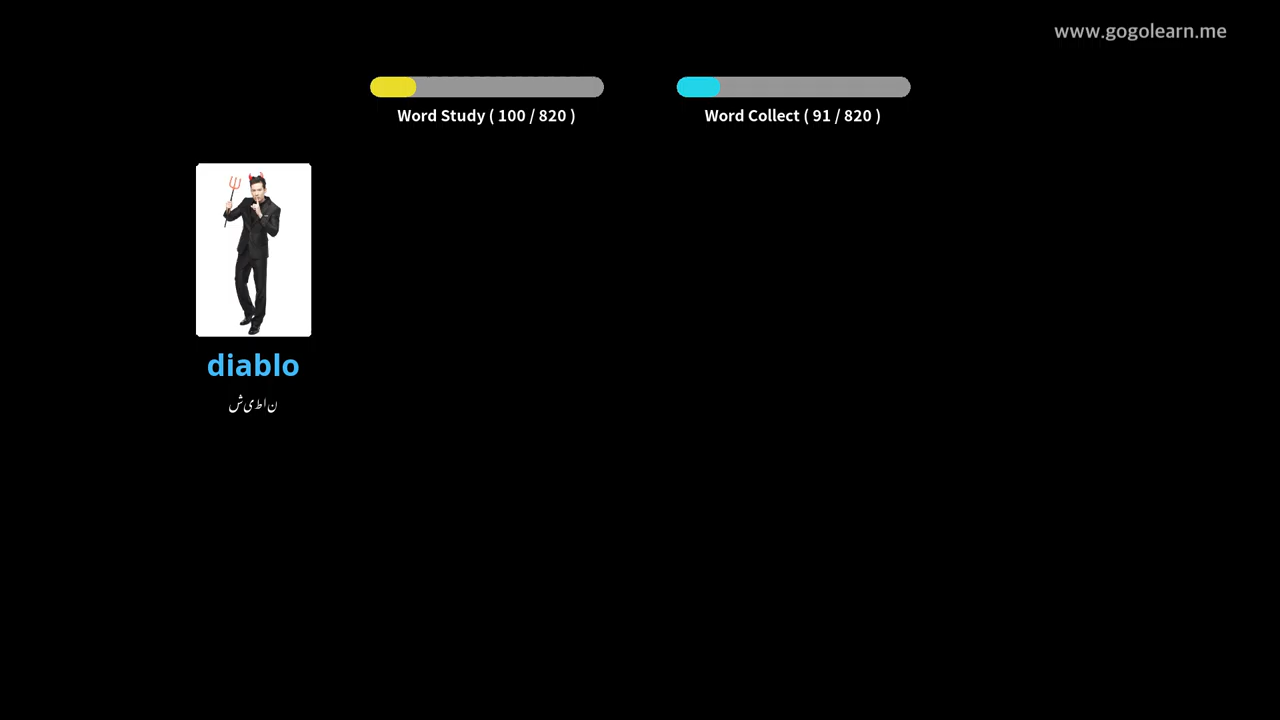 www.gogolearn.me
Word Study ( 100 / 820 )
Word Collect ( 91 / 820 )
diablo
شیطان